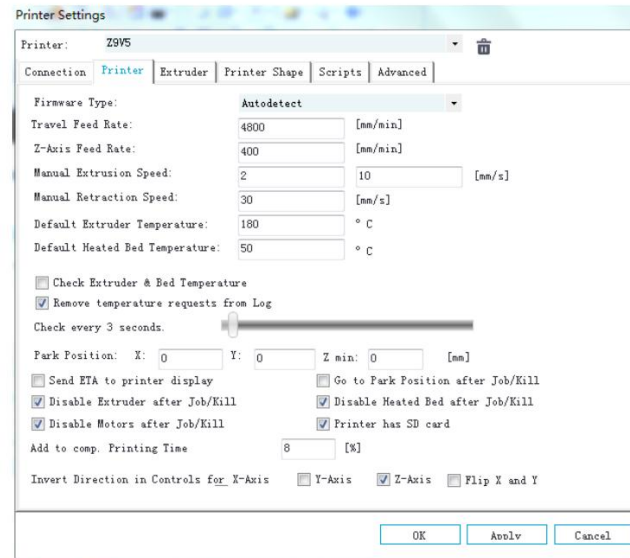 Printer Settings
Printer: Z9V5
Connection Printer Extruder Printer Shape Scripts Advanced
Firmware Type: Autodetect
Travel Feed Rate: 4800 [mm/min]
Z-Axis Feed Rate: 400 [mm/min]
Manual Extrusion Speed: 2 10 [mm/s]
Manual Retraction Speed: 30 [mm/s]
Default Extruder Temperature: 180 ° C
Default Heated Bed Temperature: 50 ° C
Check Extruder & Bed Temperature
Remove temperature requests from Log
Check every 3 seconds.
Park Position: X: 0 Y: 0 Z min: 0 [mm]
Send ETA to printer display Go to Park Position after Job/Kill
Disable Extruder after Job/Kill Disable Heated Bed after Job/Kill
Disable Motors after Job/Kill Printer has SD card
Add to comp. Printing Time 8 [%]
Invert Direction in Controls for X-Axis Y-Axis Z-Axis Flip X and Y
OK Apply Cancel